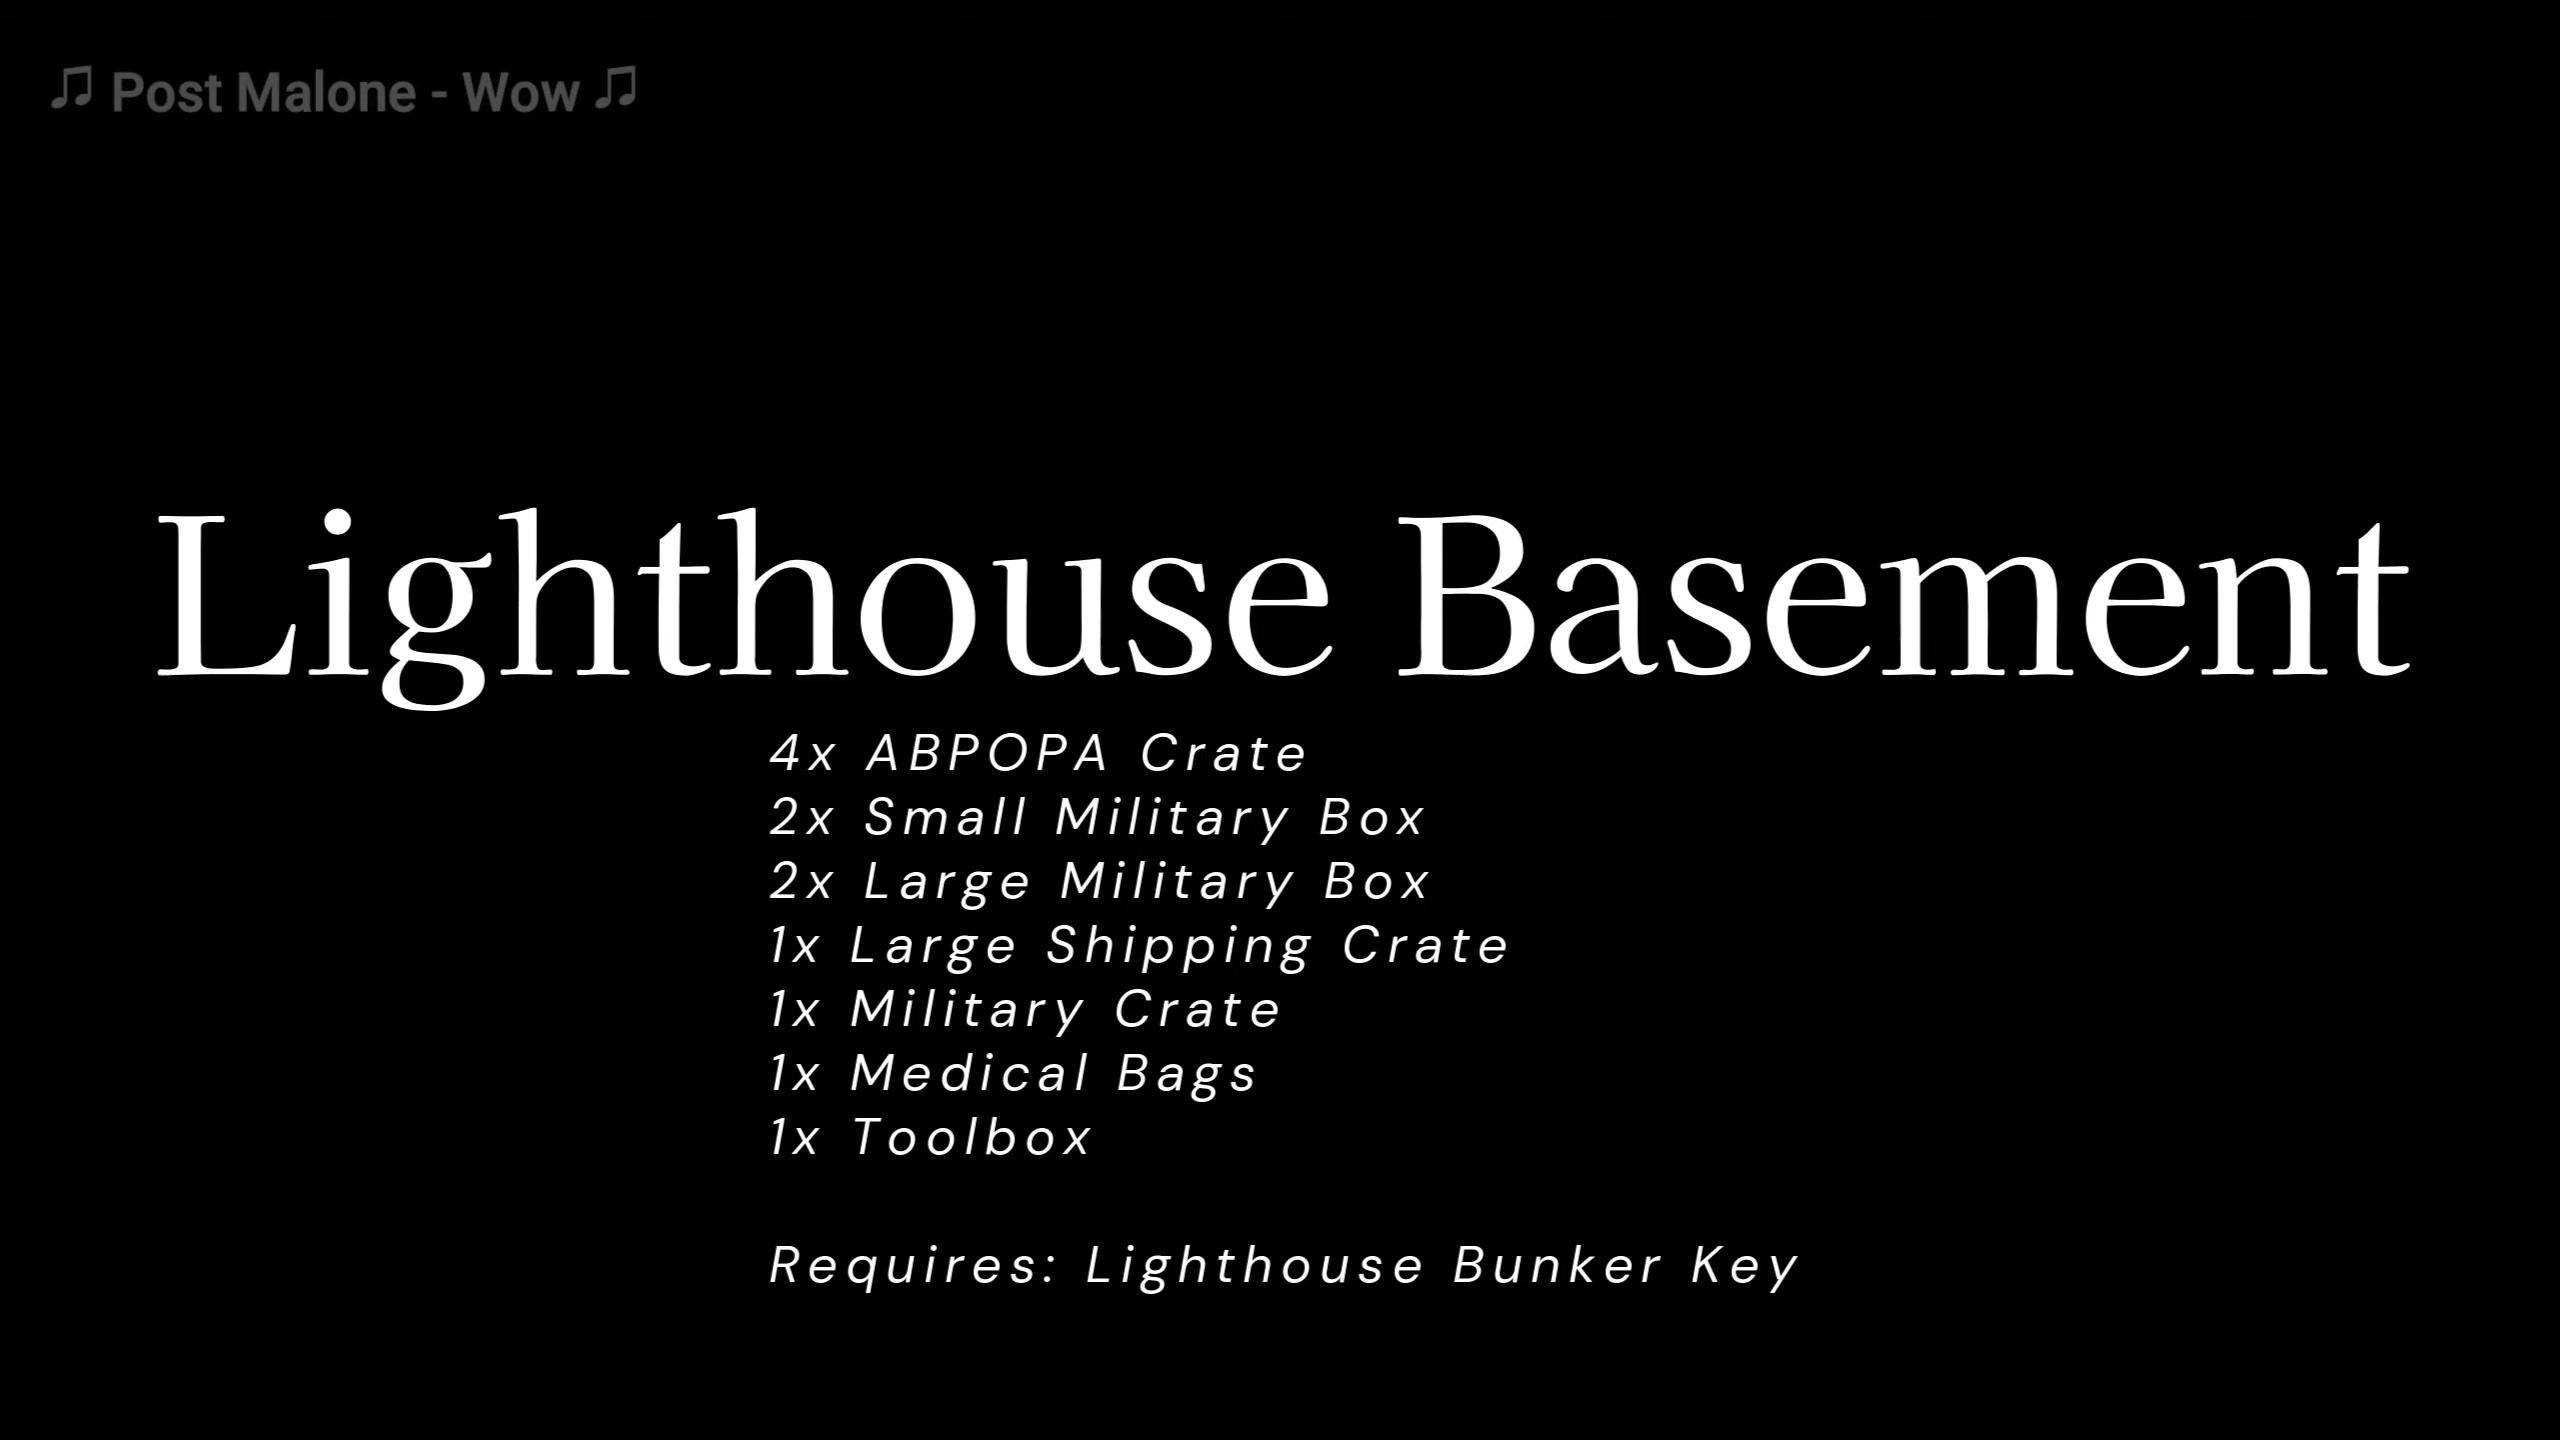 ♫ Post Malone - Wow ♫
Lighthouse Basement
4x ABPOPA Crate
2x Small Military Box
2x Large Military Box
1x Large Shipping Crate
1x Military Crate
1x Medical Bags
1x Toolbox
Requires: Lighthouse Bunker Key